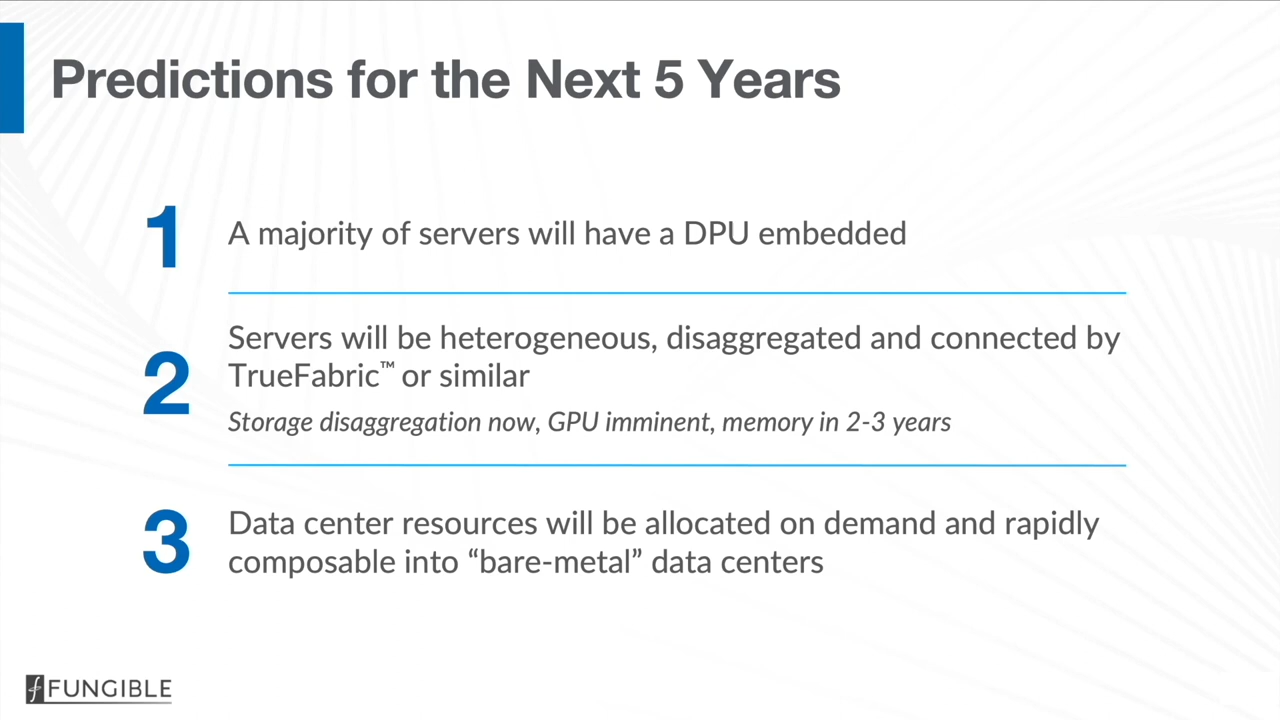 Predictions for the Next 5 Years
1
A majority of servers will have a DPU embedded
2
Servers will be heterogeneous, disaggregated and connected by
TrueFabric™ or similar
Storage disaggregation now, GPU imminent, memory in 2-3 years
3
Data center resources will be allocated on demand and rapidly
composable into “bare-metal” data centers
FUNGIBLE